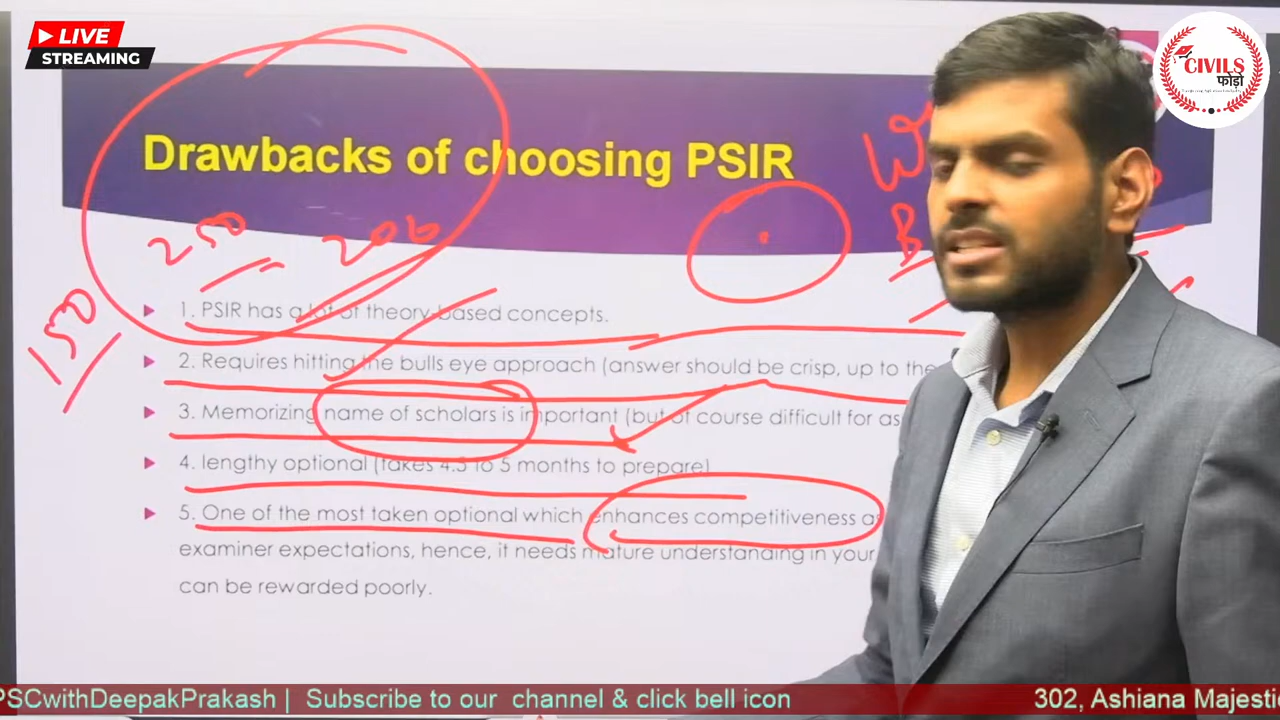 LIVE
STREAMING
CIVILS
फोड़ो
Drawbacks of choosing PSIR
250 206
150
B
1. PSIR has a lot of theory based concepts.
2. Requires hitting the bulls eye approach (answer should be crisp, up to the
3. Memorizing name of scholars is important (but of course difficult for as
4. lengthy optional (takes 4.5 to 5 months to prepare)
5. One of the most taken optional which enhances competitiveness a
examiner expectations, hence, it needs mature understanding in your
can be rewarded poorly.
PSCwithDeepakPrakash | Subscribe to our channel & click bell icon
302, Ashiana Majesti